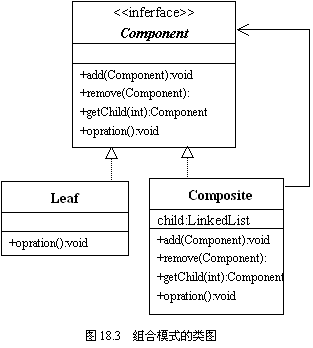 <<inferface>>
Component
+add(Component):void
+remove(Component):
+getChild(int):Component
+opration():void
Leaf
+opration():void
Composite
child:LinkedList
+add(Component):void
+remove(Component):
+getChild(int):Component
+opration():void
图 18.3 组合模式的类图